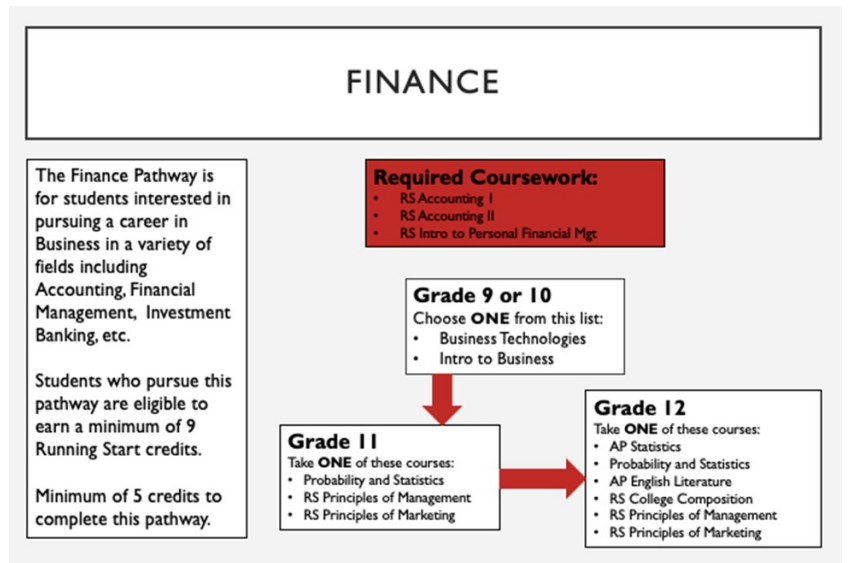 FINANCE
The Finance Pathway is
for students interested in
pursuing a career in
Business in a variety of
fields including
Accounting, Financial
Management, Investment
Banking, etc.
Students who pursue this
pathway are eligible to
earn a minimum of 9
Running Start credits.
Minimum of 5 credits to
complete this pathway.
Required Coursework:
• RS Accounting I
• RS Accounting II
• RS Intro to Personal Financial Mgt
Grade 9 or 10
Choose ONE from this list:
• Business Technologies
• Intro to Business
Grade 11
Take ONE of these courses:
• Probability and Statistics
• RS Principles of Management
• RS Principles of Marketing
Grade 12
Take ONE of these courses:
• AP Statistics
• Probability and Statistics
• AP English Literature
• RS College Composition
• RS Principles of Management
• RS Principles of Marketing